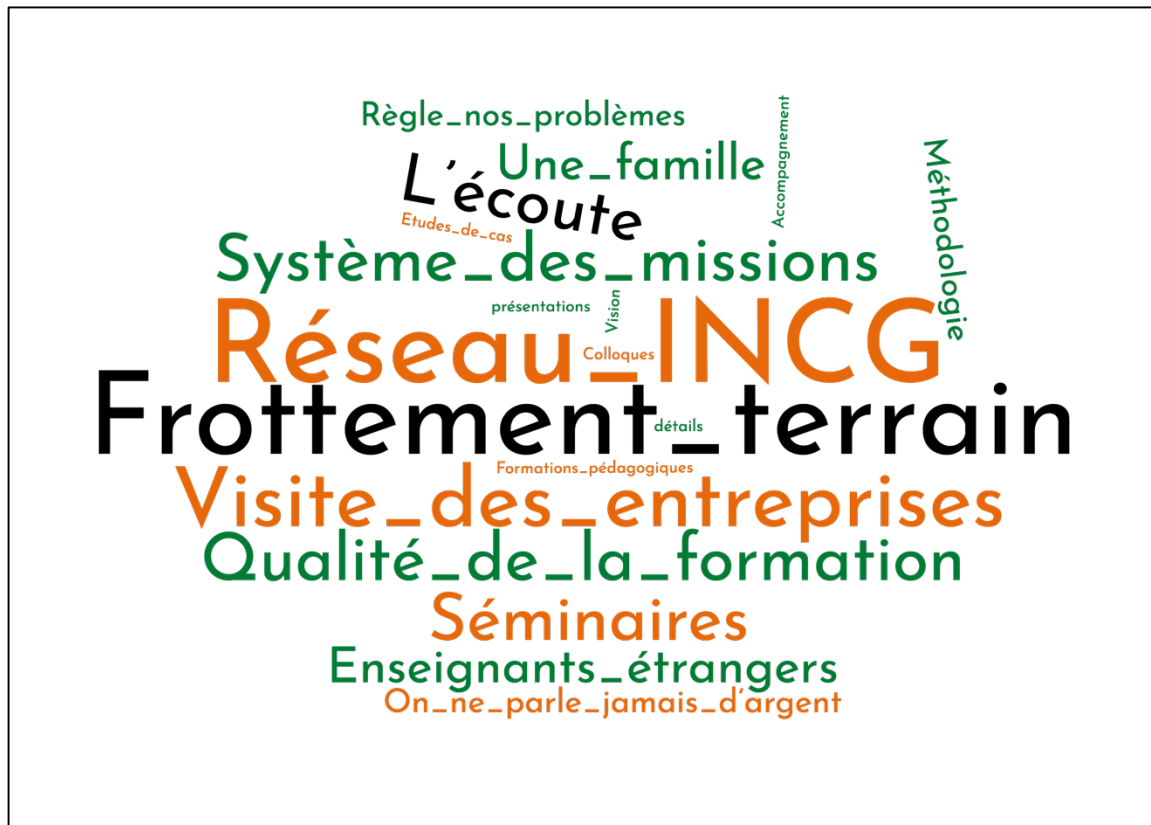 Règle_nos_problèmes
Accompagnement
Une_famille
Méthodologie
L'écoute
Etudes_de_cas
Système_des_missions
présentations
Vision
Réseau_INCG
Colloques
Frottement_terrain
détails
Formations_pédagogiques
Visite_des_entreprises
Qualité_de_la_formation
Séminaires
Enseignants_étrangers
On_ne_parle_jamais_d'argent